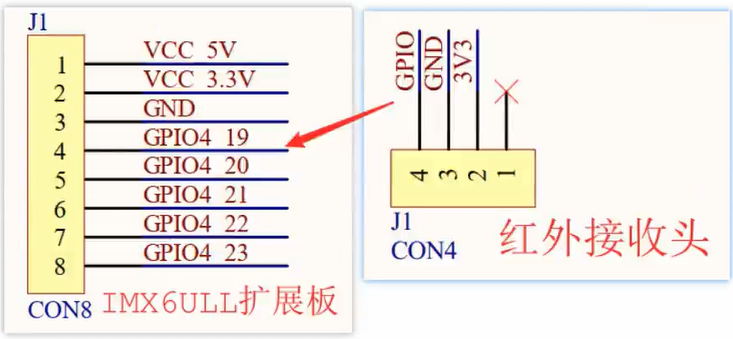 J1
1 VCC 5V
2 VCC 3.3V
3 GND
4 GPIO4 19
5 GPIO4 20
6 GPIO4 21
7 GPIO4 22
8 GPIO4 23
CON8 IMX6ULL扩展板
GPIO
GND
3V3
4 3 2 1
J1
CON4
红外接收头